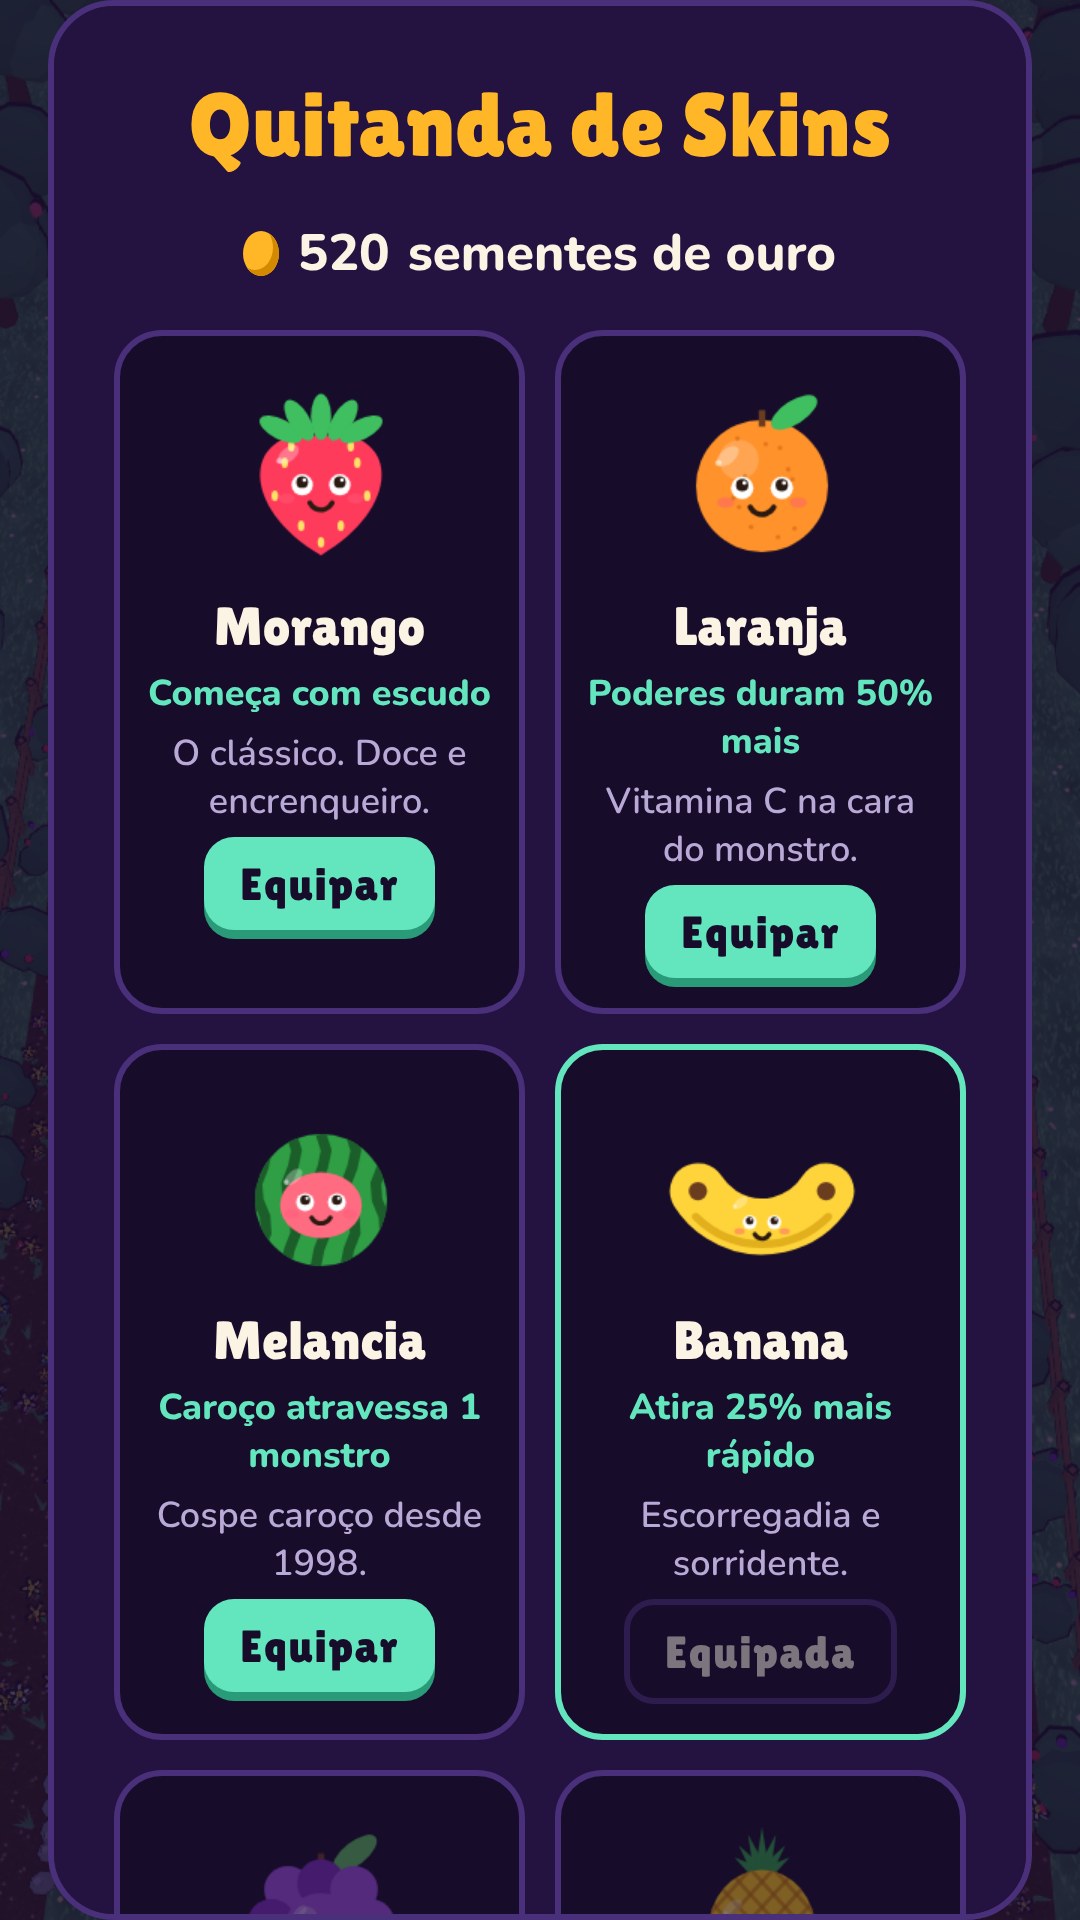 Quitanda de Skins
520 sementes de ouro
Morango
Começa com escudo
O clássico. Doce e
encrenqueiro.
Equipar
Laranja
Poderes duram 50%
mais
Vitamina C na cara
do monstro.
Equipar
Melancia
Caroço atravessa 1
monstro
Cospe caroço desde
1998.
Equipar
Banana
Atira 25% mais
rápido
Escorregadia e
sorridente.
Equipada